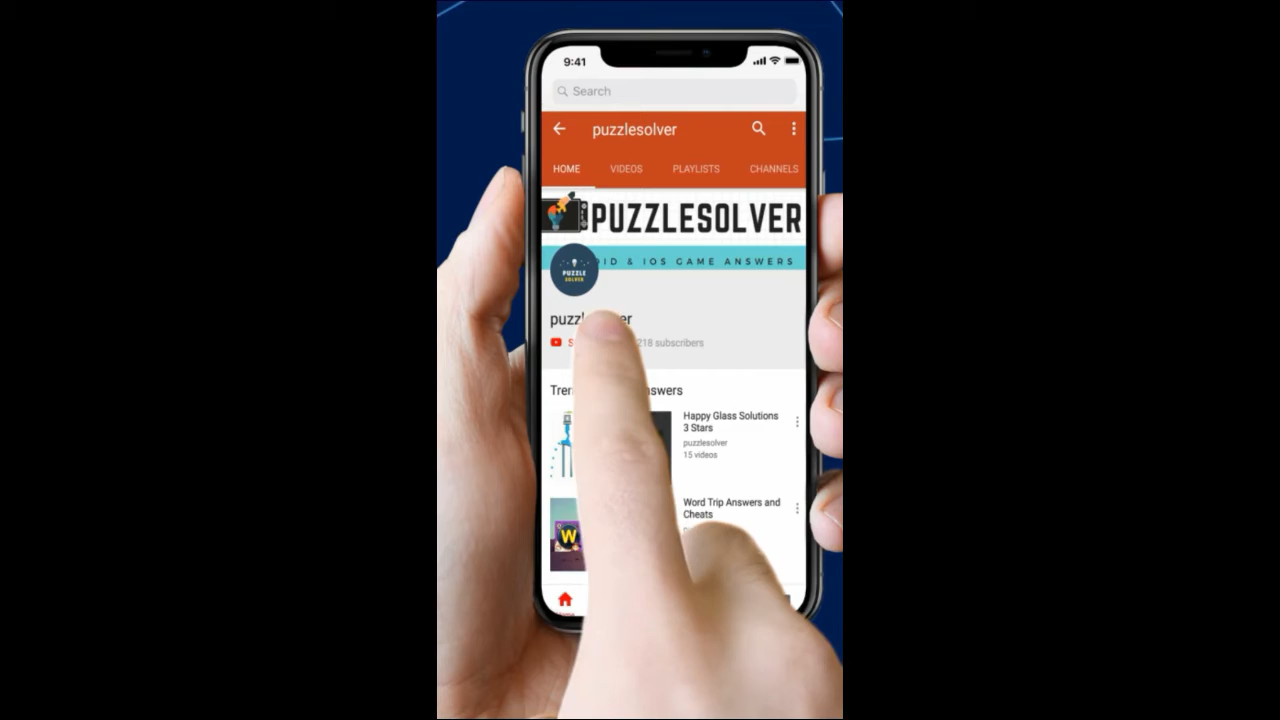 9:41
Search
puzzlesolver
HOME VIDEOS PLAYLISTS CHANNELS
PUZZLESOLVER
& IOS GAME ANSWERS
PUZZLE
SOLVER
218 subscribers
Happy Glass Solutions
3 Stars
puzzlesolver
15 videos
Word Trip Answers and
Cheats
W